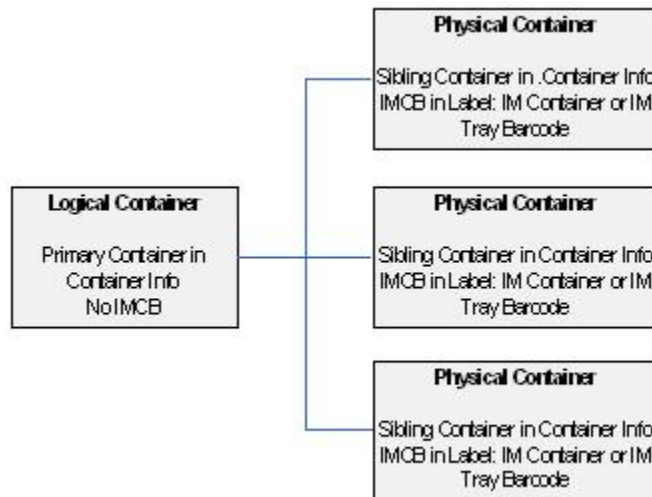 Physical Container
Sibling Container in .Container Info
IMCB in Label: IM Container or IM
Tray Barcode
Logical Container
Primary Container in
Container Info
No IMCB
Physical Container
Sibling Container in Container Info
IMCB in Label: IM Container or IM
Tray Barcode
Physical Container
Sibling Container in Container Info
IMCB in Label: IM Container or IM
Tray Barcode